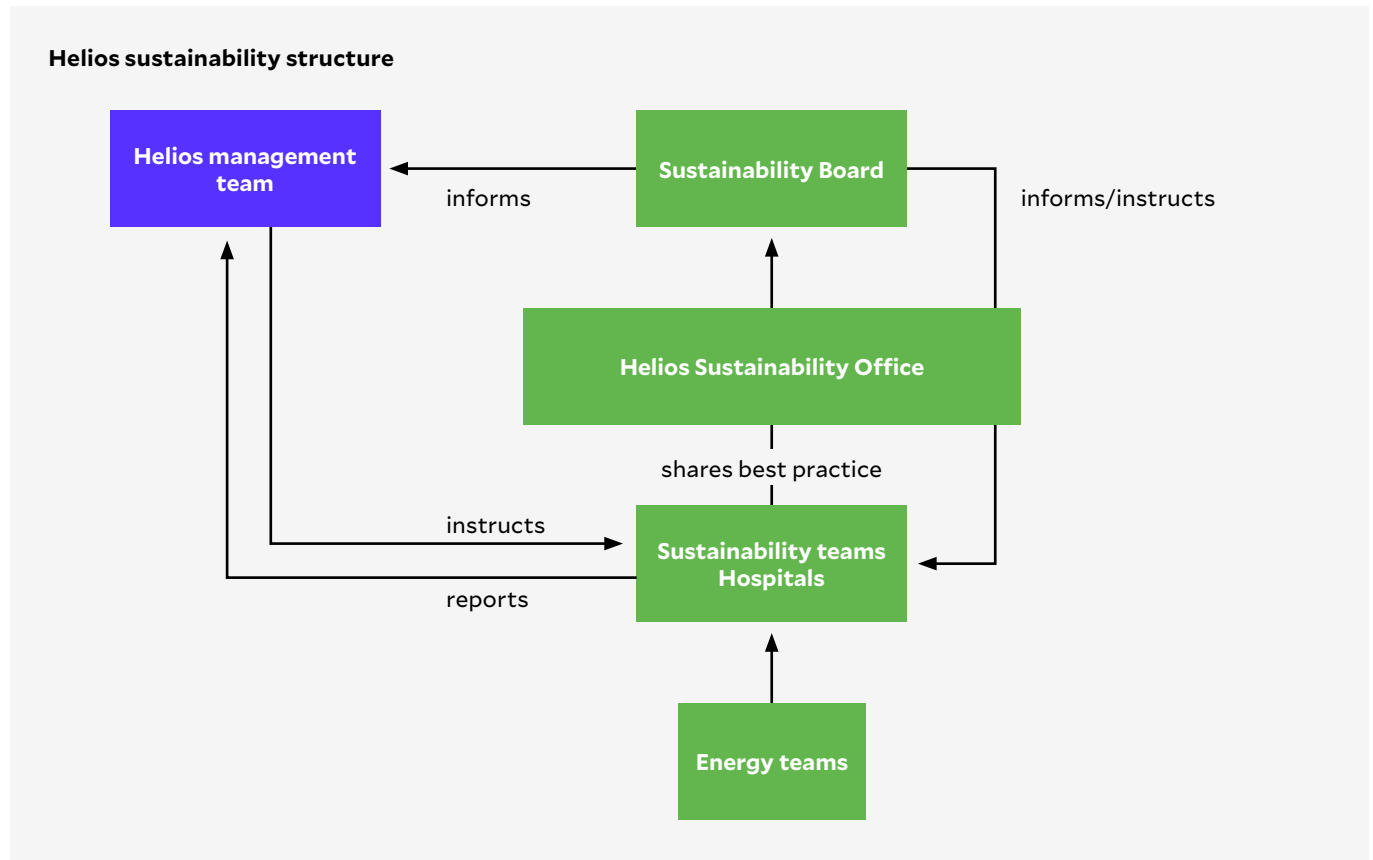 Helios sustainability structure
Helios management
team
Sustainability Board
informs
informs/instructs
Helios Sustainability Office
shares best practice
instructs
Sustainability teams
Hospitals
reports
Energy teams